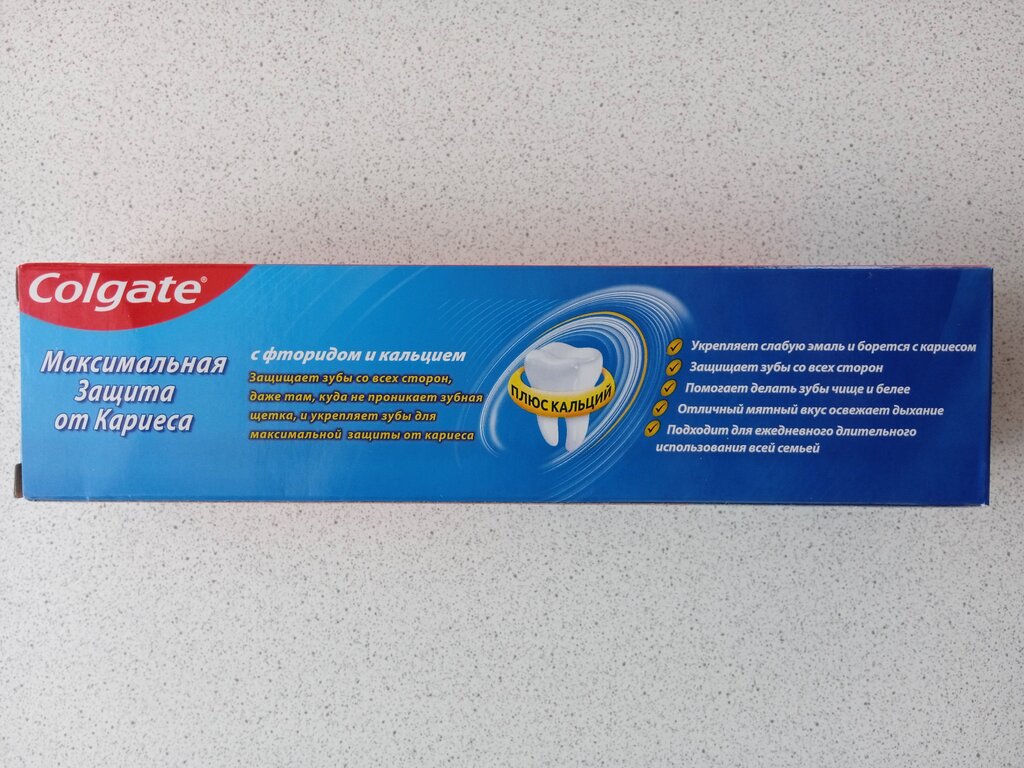 Colgate®
Максимальная
Защита
от Кариеса
с фторидом и кальцием
Защищает зубы со всех сторон,
даже там, куда не проникает зубная
щетка, и укрепляет зубы для
максимальной защиты от кариеса
ПЛЮС КАЛЬЦИЙ
Укрепляет слабую эмаль и борется с кариесом
Защищает зубы со всех сторон
Помогает делать зубы чище и белее
Отличный мятный вкус освежает дыхание
Подходит для ежедневного длительного
использования всей семьей